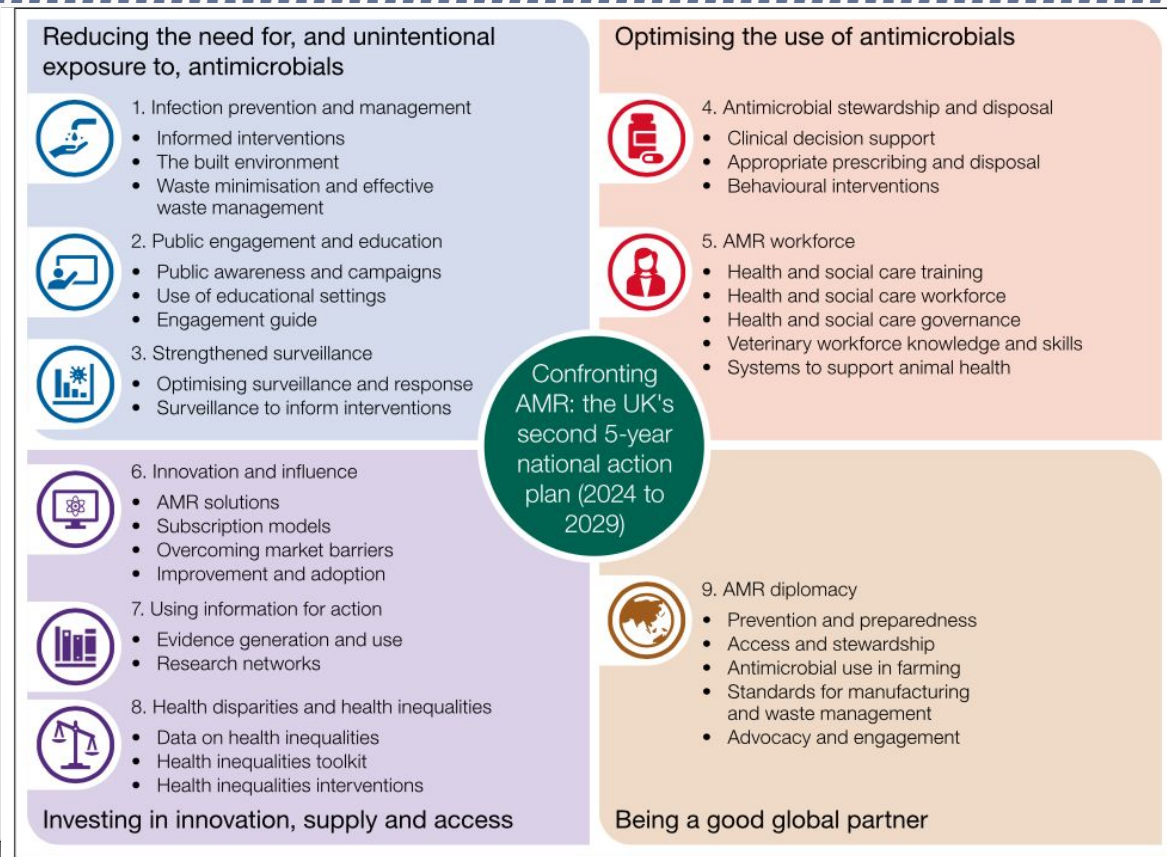 Reducing the need for, and unintentional
exposure to, antimicrobials
1. Infection prevention and management
• Informed interventions
• The built environment
• Waste minimisation and effective
waste management
2. Public engagement and education
• Public awareness and campaigns
• Use of educational settings
• Engagement guide
3. Strengthened surveillance
• Optimising surveillance and response
• Surveillance to inform interventions
Optimising the use of antimicrobials
4. Antimicrobial stewardship and disposal
• Clinical decision support
• Appropriate prescribing and disposal
• Behavioural interventions
5. AMR workforce
• Health and social care training
• Health and social care workforce
• Health and social care governance
• Veterinary workforce knowledge and skills
• Systems to support animal health
Confronting
AMR: the UK's
second 5-year
national action
plan (2024 to
2029)
6. Innovation and influence
• AMR solutions
• Subscription models
• Overcoming market barriers
• Improvement and adoption
7. Using information for action
• Evidence generation and use
• Research networks
8. Health disparities and health inequalities
• Data on health inequalities
• Health inequalities toolkit
• Health inequalities interventions
Investing in innovation, supply and access
9. AMR diplomacy
• Prevention and preparedness
• Access and stewardship
• Antimicrobial use in farming
• Standards for manufacturing
and waste management
• Advocacy and engagement
Being a good global partner